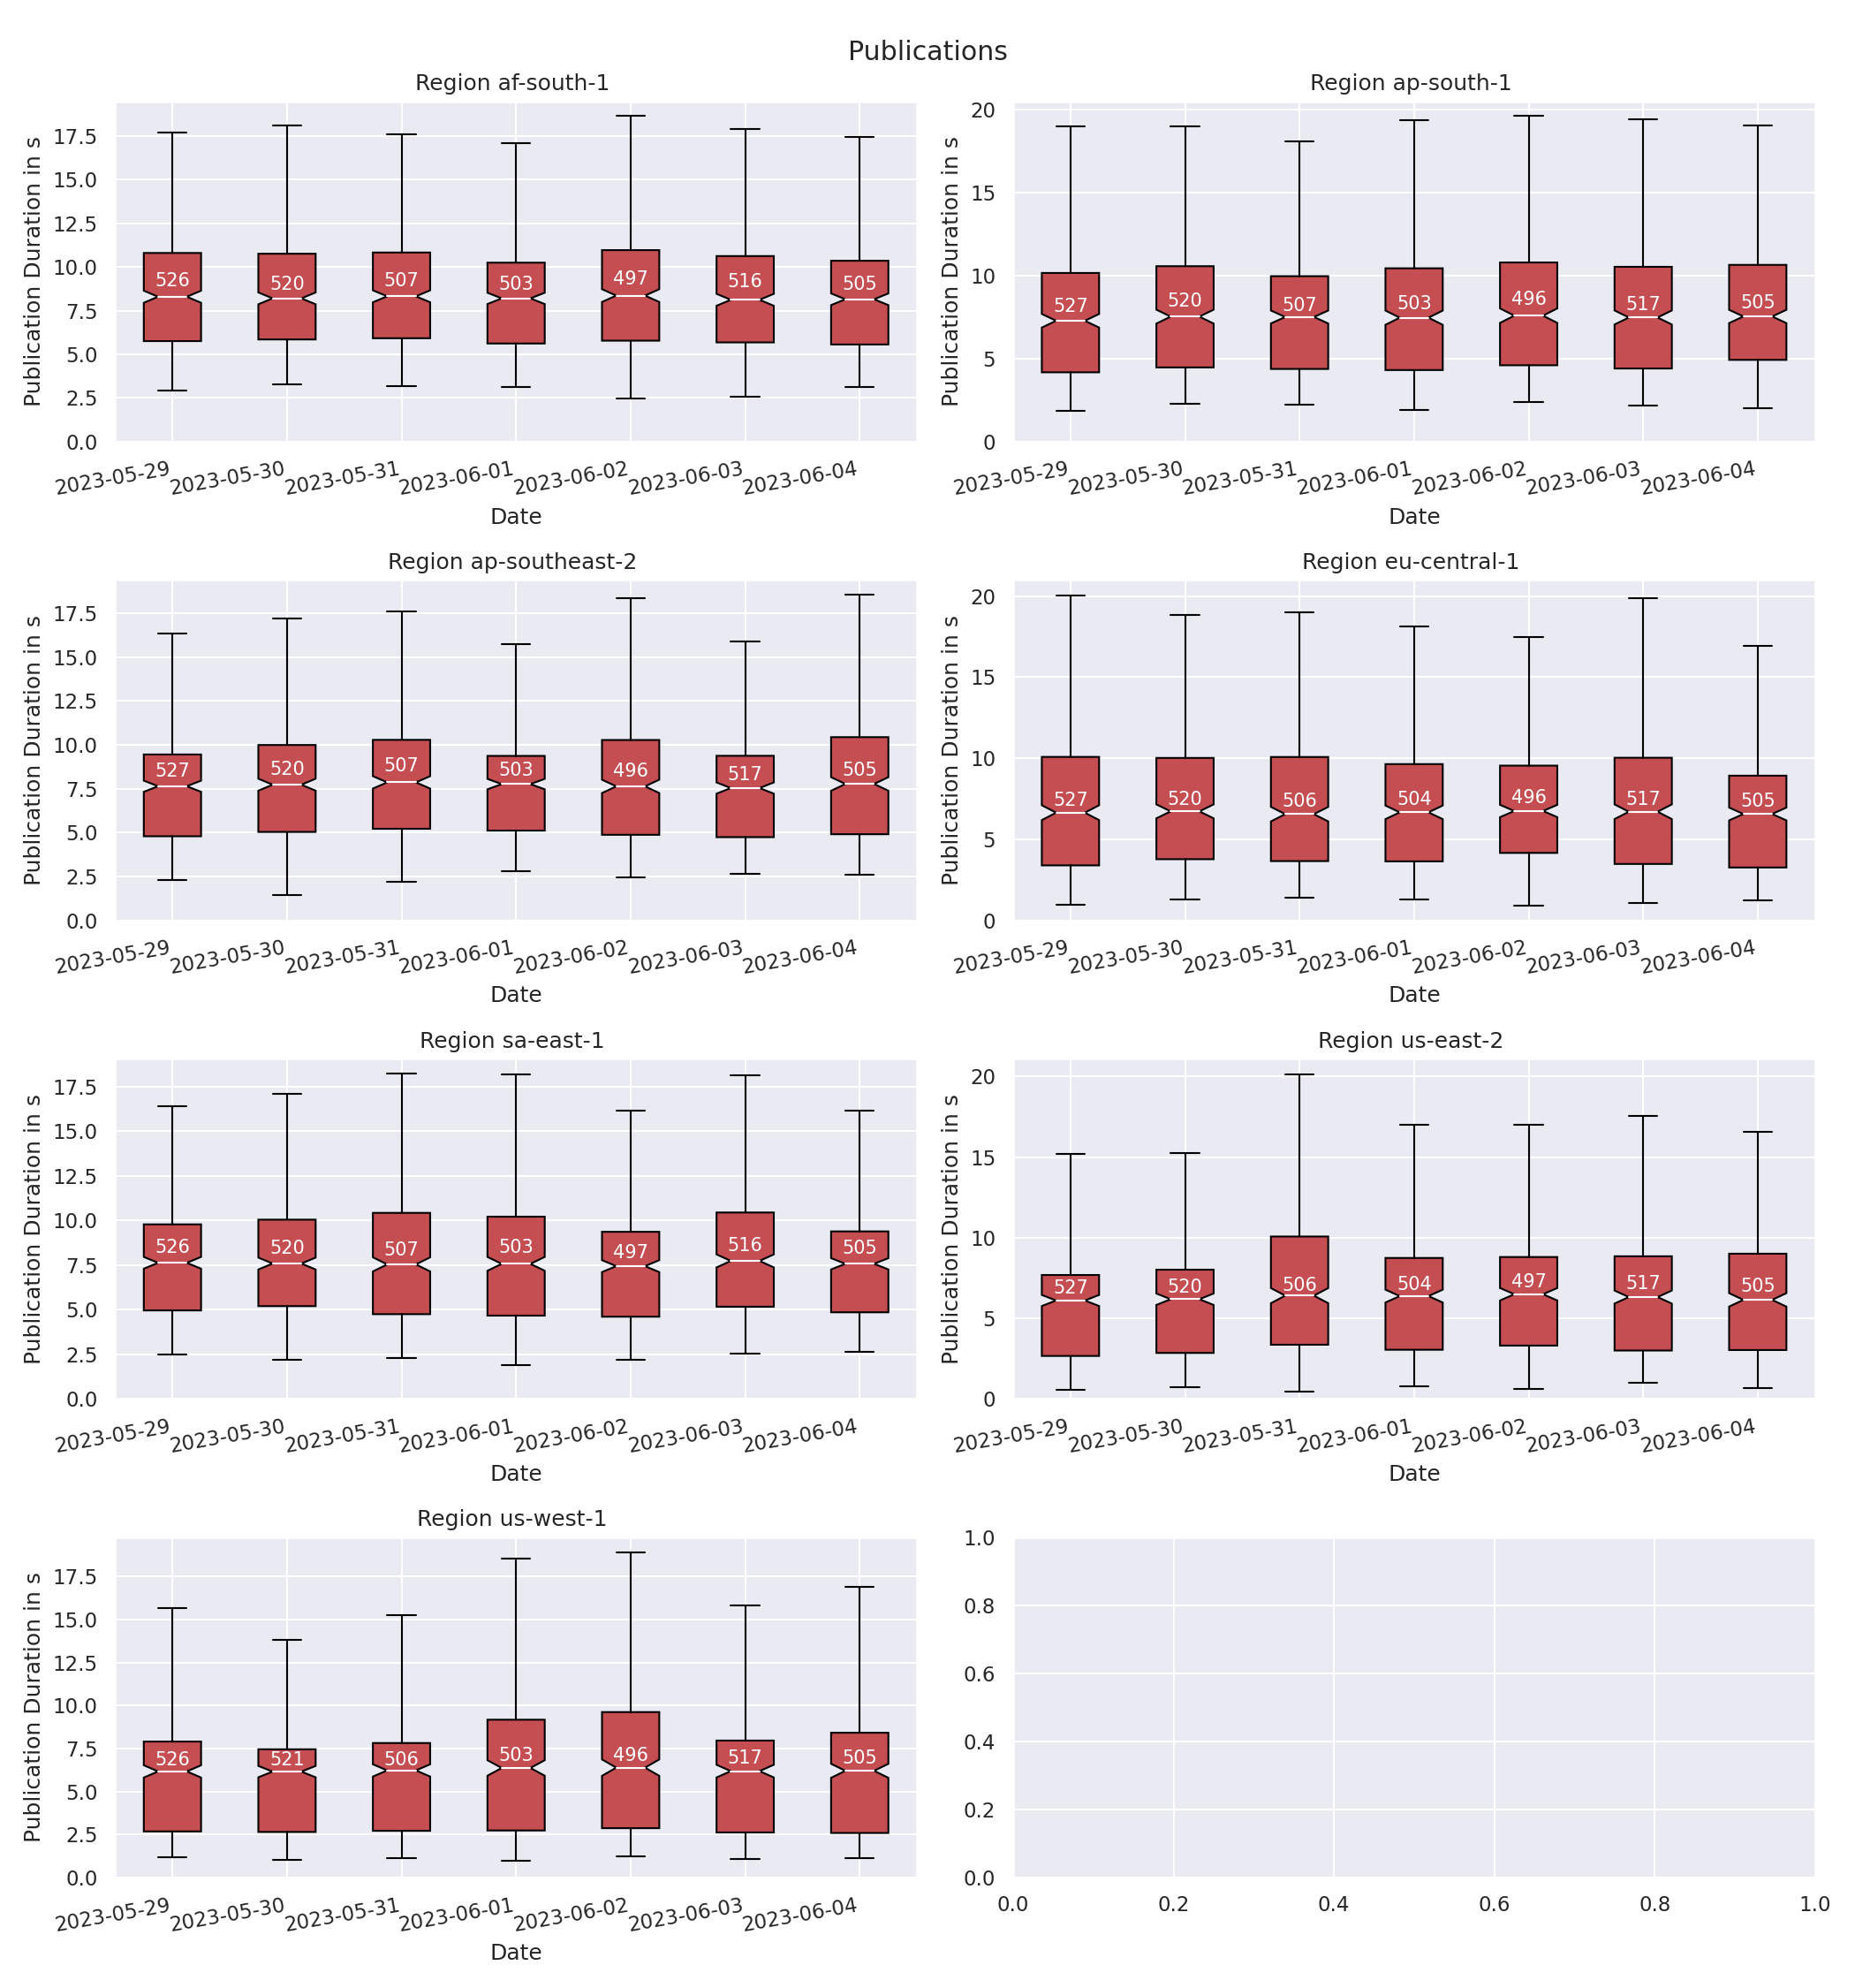 Publications
Region af-south-1
Publication Duration in s
17.5
15.0
12.5
10.0
7.5
5.0
2.5
0.0
526 520 507 503 497 516 505
2023-05-29 2023-05-30 2023-05-31 2023-06-01 2023-06-02 2023-06-03 2023-06-04
Date
Region ap-south-1
Publication Duration in s
20
15
10
5
0
527 520 507 503 496 517 505
2023-05-29 2023-05-30 2023-05-31 2023-06-01 2023-06-02 2023-06-03 2023-06-04
Date
Region ap-southeast-2
Publication Duration in s
17.5
15.0
12.5
10.0
7.5
5.0
2.5
0.0
527 520 507 503 496 517 505
2023-05-29 2023-05-30 2023-05-31 2023-06-01 2023-06-02 2023-06-03 2023-06-04
Date
Region eu-central-1
Publication Duration in s
20
15
10
5
0
527 520 506 504 496 517 505
2023-05-29 2023-05-30 2023-05-31 2023-06-01 2023-06-02 2023-06-03 2023-06-04
Date
Region sa-east-1
Publication Duration in s
17.5
15.0
12.5
10.0
7.5
5.0
2.5
0.0
526 520 507 503 497 516 505
2023-05-29 2023-05-30 2023-05-31 2023-06-01 2023-06-02 2023-06-03 2023-06-04
Date
Region us-east-2
Publication Duration in s
20
15
10
5
0
527 520 506 504 497 517 505
2023-05-29 2023-05-30 2023-05-31 2023-06-01 2023-06-02 2023-06-03 2023-06-04
Date
Region us-west-1
Publication Duration in s
17.5
15.0
12.5
10.0
7.5
5.0
2.5
0.0
526 521 506 503 496 517 505
2023-05-29 2023-05-30 2023-05-31 2023-06-01 2023-06-02 2023-06-03 2023-06-04
Date
1.0
0.8
0.6
0.4
0.2
0.0
0.0 0.2 0.4 0.6 0.8 1.0